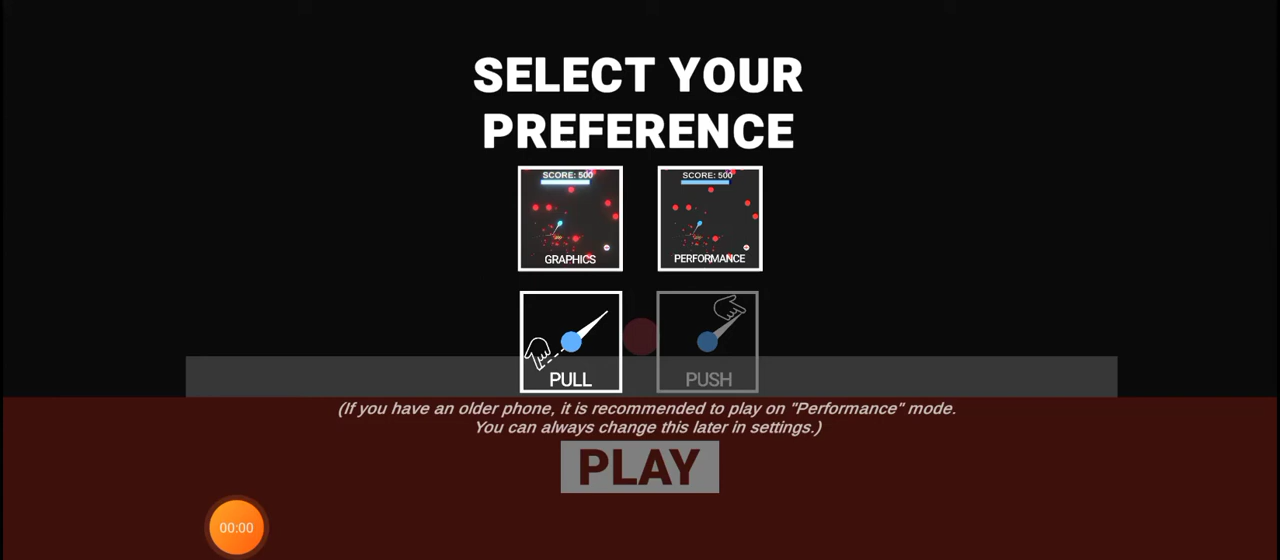 SELECT YOUR
PREFERENCE
SCORE: 500
SCORE: 500
GRAPHICS
PERFORMANCE
PULL
PUSH
(If you have an older phone, it is recommended to play on "Performance" mode.
You can always change this later in settings.)
PLAY
00:00